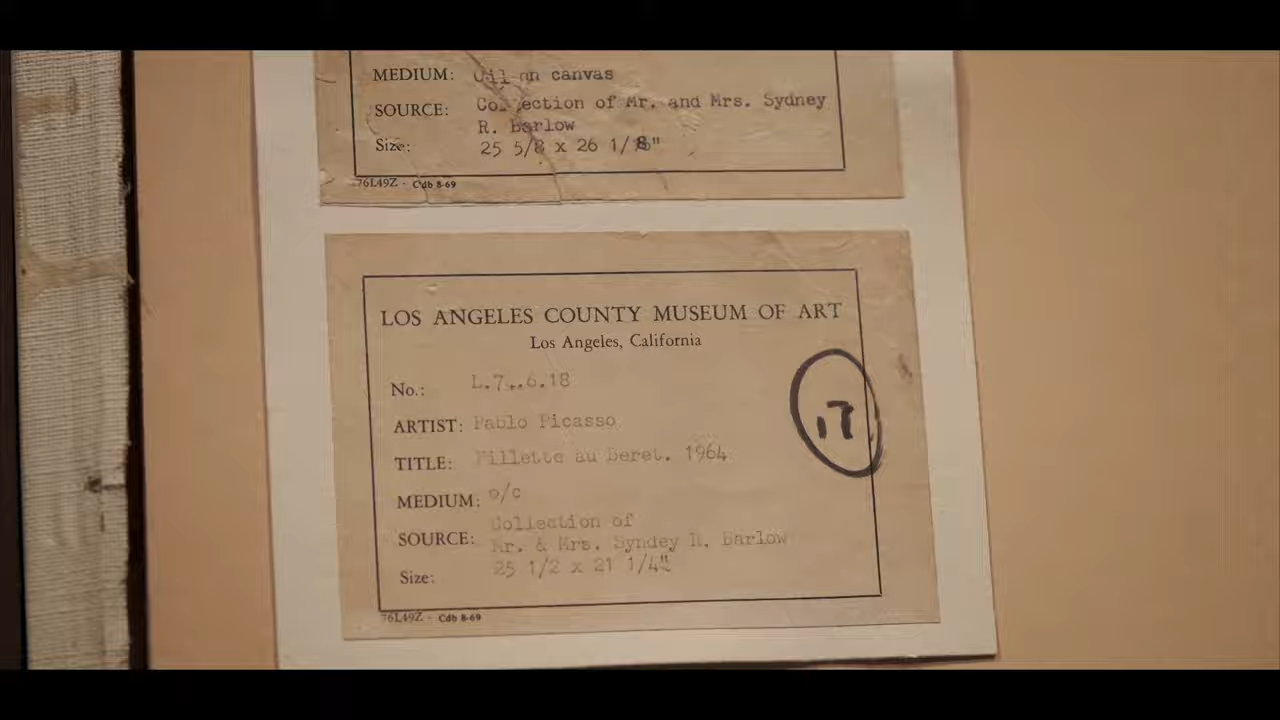 MEDIUM: Oil on canvas
SOURCE: Collection of Mr. and Mrs. Sydney
R. Barlow
Size: 25 5/8 x 26 1/8"
76L49Z - Cdb 8-69
LOS ANGELES COUNTY MUSEUM OF ART
Los Angeles, California
No.:
ARTIST: Pablo Picasso
TITLE: Fillette au Beret. 1964
MEDIUM: o/c
SOURCE: Collection of
Mr. & Mrs. Syndey R. Barlow
Size: 25 1/2 x 21 1/4"
76L49Z - Cdb 8-69
17